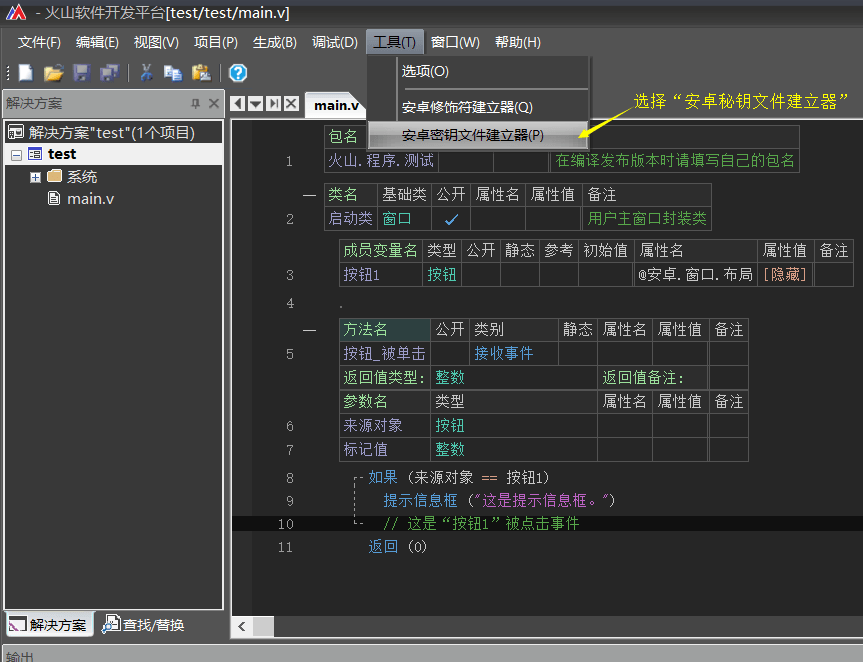 - 火山软件开发平台[test/test/main.v]
文件(F) 编辑(E) 视图(V) 项目(P) 生成(B) 调试(D) 工具(T) 窗口(W) 帮助(H)
选项(O)
安卓修饰符建立器(Q)
安卓密钥文件建立器(P)
选择“安卓秘钥文件建立器”
解决方案
解决方案"test"(1个项目)
test
系统
main.v
main.v
包名
1 火山.程序.测试 在编译发布版本时请填写自己的包名
类名 基础类 公开 属性名 属性值 备注
2 启动类 窗口 ✓ 用户主窗口封装类
成员变量名 类型 公开 静态 参考 初始值 属性名 属性值 备注
3 按钮1 按钮 @安卓.窗口.布局 [隐藏]
4 .
方法名 公开 类别 静态 属性名 属性值 备注
5 按钮_被单击 接收事件
返回值类型: 整数 返回值备注:
参数名 类型 属性名 属性值 备注
6 来源对象 按钮
7 标记值 整数
8 如果 (来源对象 == 按钮1)
9 提示信息框 ("这是提示信息框。")
10 // 这是“按钮1”被点击事件
11 返回 (0)
解决方案 查找/替换
输出